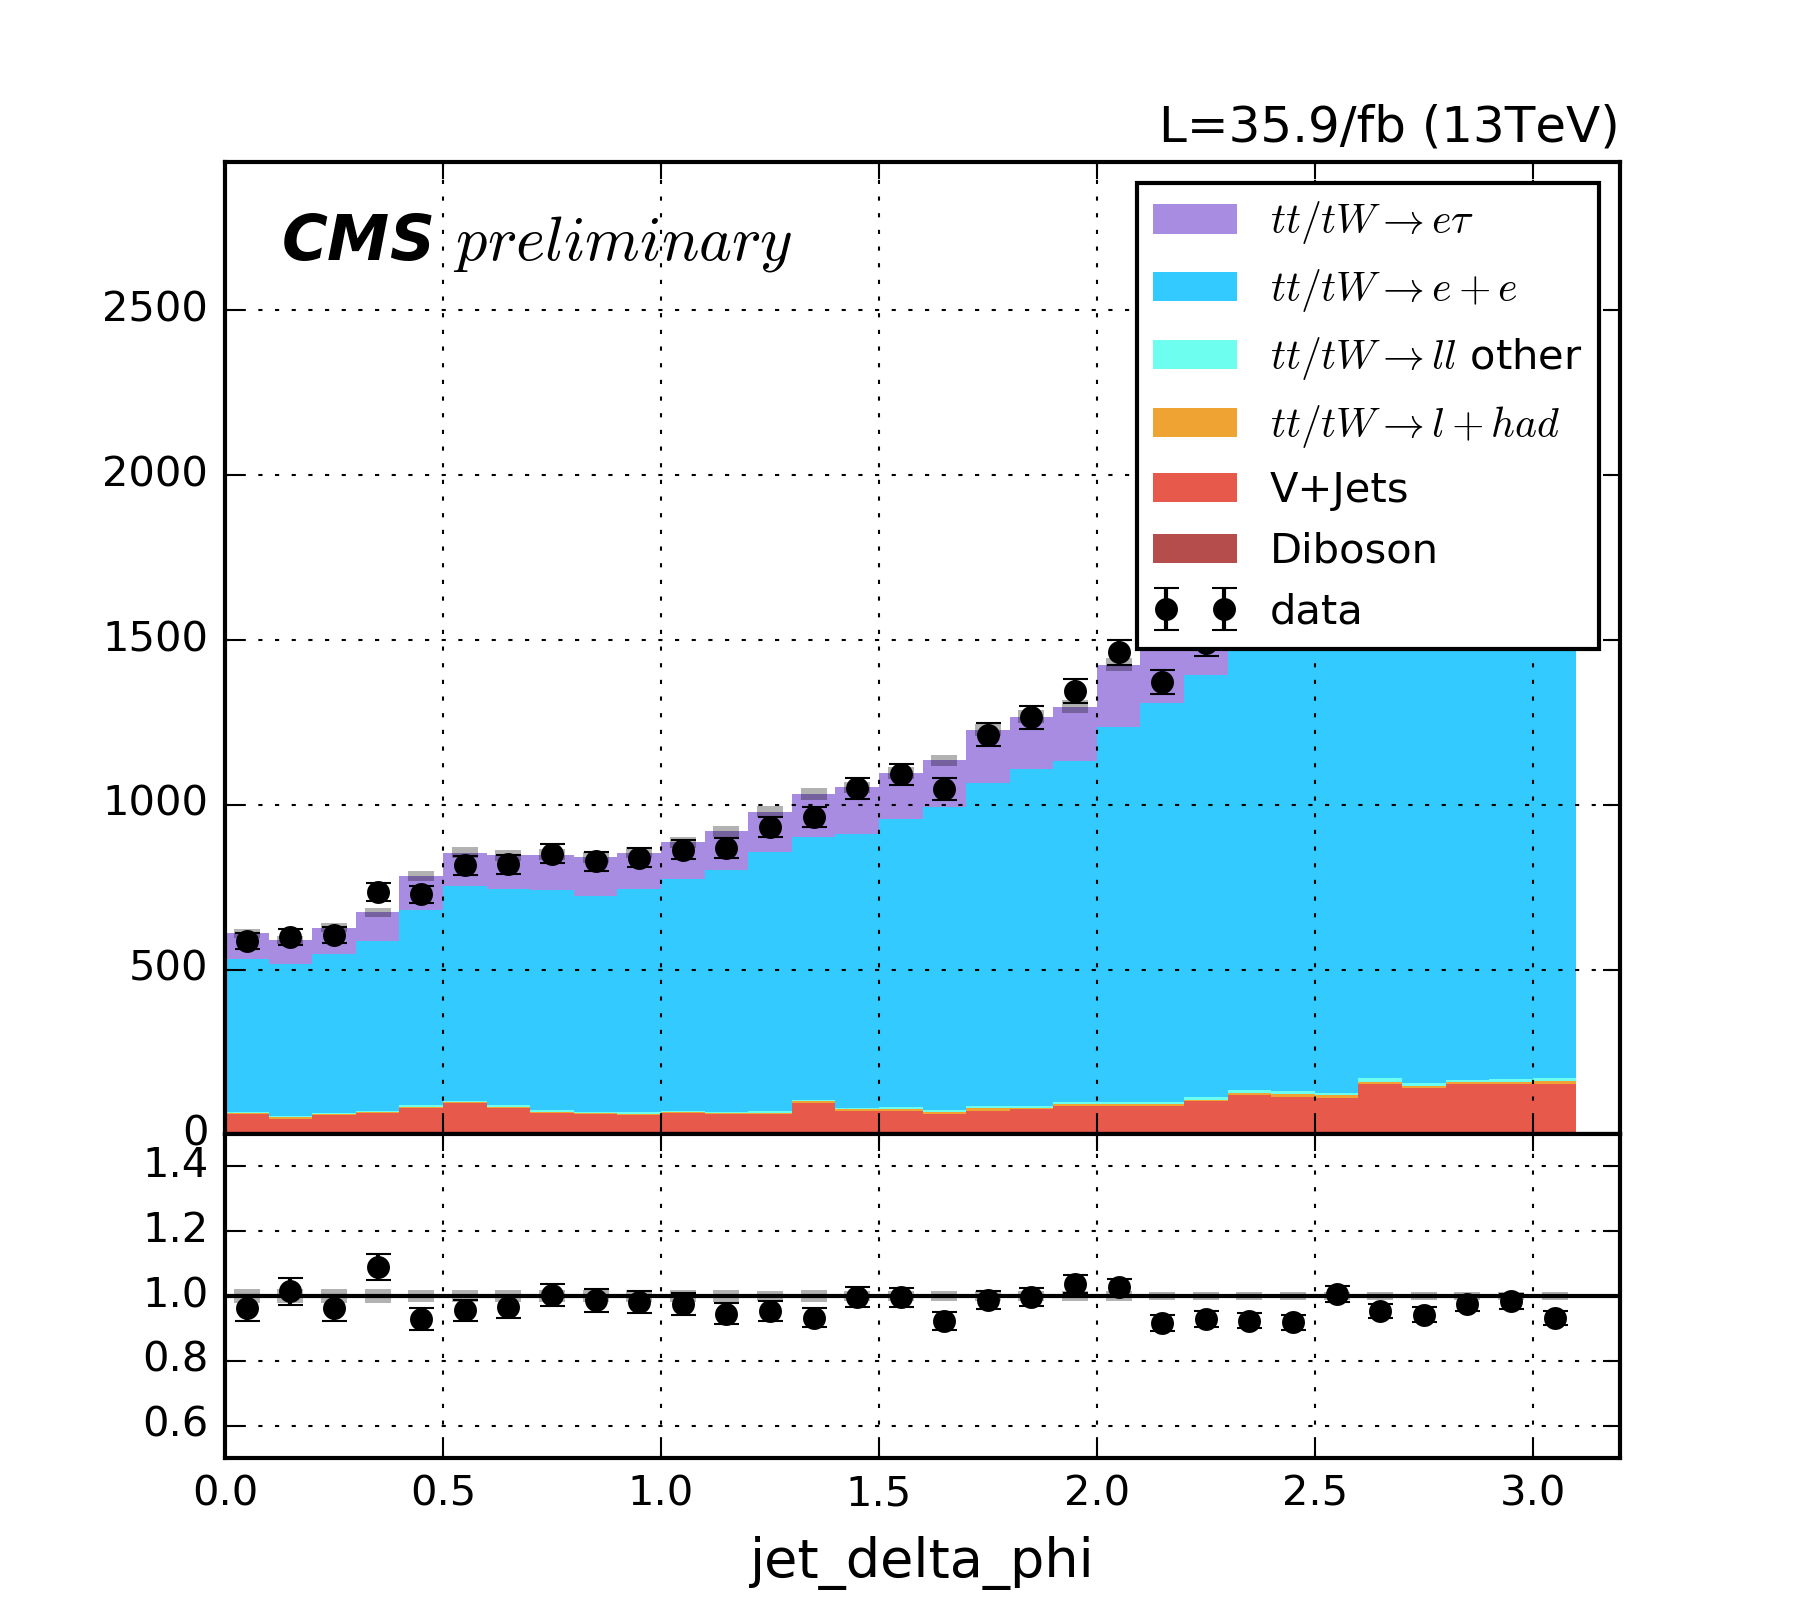 L=35.9/fb (13TeV)
CMS preliminary
tt/tW→eτ
tt/tW→e+e
tt/tW→ll other
tt/tW→l+had
V+Jets
Diboson
data
2500
2000
1500
1000
500
0
1.4
1.2
1.0
0.8
0.6
0.0 0.5 1.0 1.5 2.0 2.5 3.0
jet_delta_phi